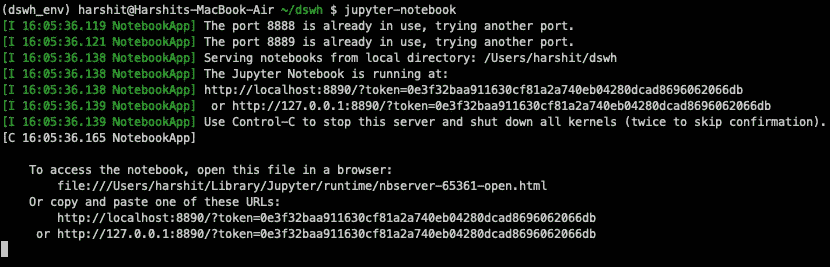 (dswh_env) harshit@Harshits-MacBook-Air ~/dswh $ jupyter-notebook
[I 16:05:36.119 NotebookApp] The port 8888 is already in use, trying another port.
[I 16:05:36.121 NotebookApp] The port 8889 is already in use, trying another port.
[I 16:05:36.138 NotebookApp] Serving notebooks from local directory: /Users/harshit/dswh
[I 16:05:36.138 NotebookApp] The Jupyter Notebook is running at:
[I 16:05:36.138 NotebookApp] http://localhost:8890/?token=0e3f32baa911630cf81a2a740eb04280dcad8696062066db
[I 16:05:36.139 NotebookApp]  or http://127.0.0.1:8890/?token=0e3f32baa911630cf81a2a740eb04280dcad8696062066db
[I 16:05:36.139 NotebookApp] Use Control-C to stop this server and shut down all kernels (twice to skip confirmation).
[C 16:05:36.165 NotebookApp]
To access the notebook, open this file in a browser:
file:///Users/harshit/Library/Jupyter/runtime/nbserver-65361-open.html
Or copy and paste one of these URLs:
http://localhost:8890/?token=0e3f32baa911630cf81a2a740eb04280dcad8696062066db
or http://127.0.0.1:8890/?token=0e3f32baa911630cf81a2a740eb04280dcad8696062066db